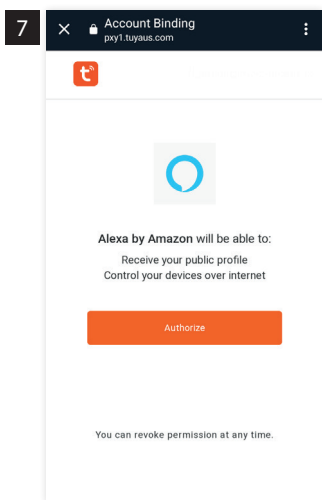 7
Account Binding
pxy1.tuyaus.com
t
Alexa by Amazon will be able to:
Receive your public profile
Control your devices over internet
Authorize
You can revoke permission at any time.